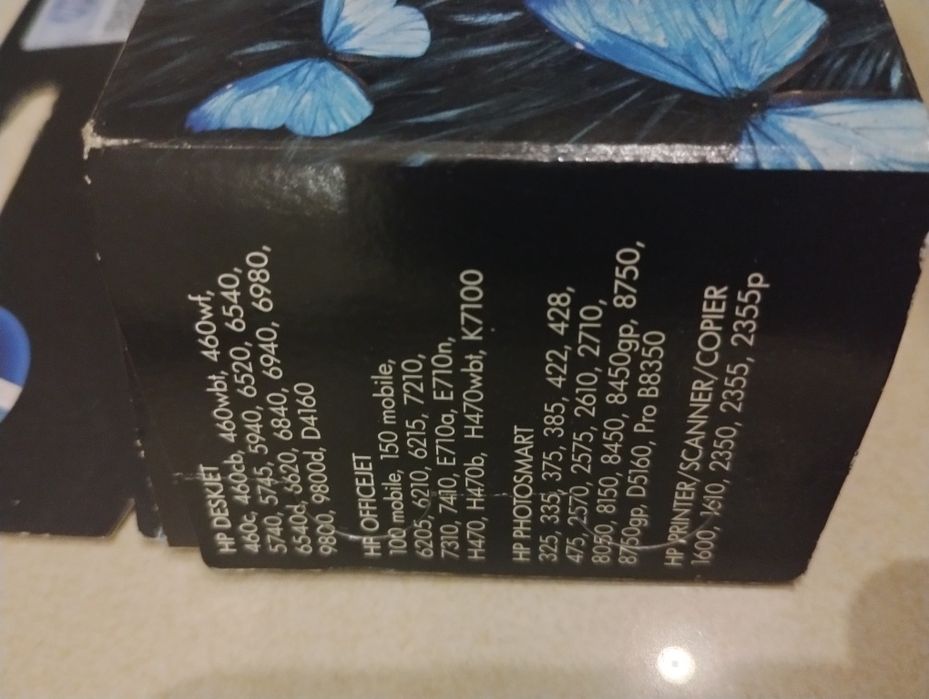 HP DESKJET
460c, 460cb, 460wbt, 460wf,
5740, 5745, 5940, 6520, 6540,
6540d, 6620, 6840, 6940, 6980,
9800, 9800d, D4160
HP OFFICEJET
100 mobile, 150 mobile,
6205, 6210, 6215, 7210,
7310, 7410, E710a, E710n,
H470, H470b, H470wbt, K7100
HP PHOTOSMART
325, 335, 375, 385, 422, 428,
475, 2570, 2575, 2610, 2710,
8050, 8150, 8450, 8450gp, 8750,
8750gp, D5160, Pro B8350
HP PRINTER/SCANNER/COPIER
1600, 1610, 2350, 2355, 2355p